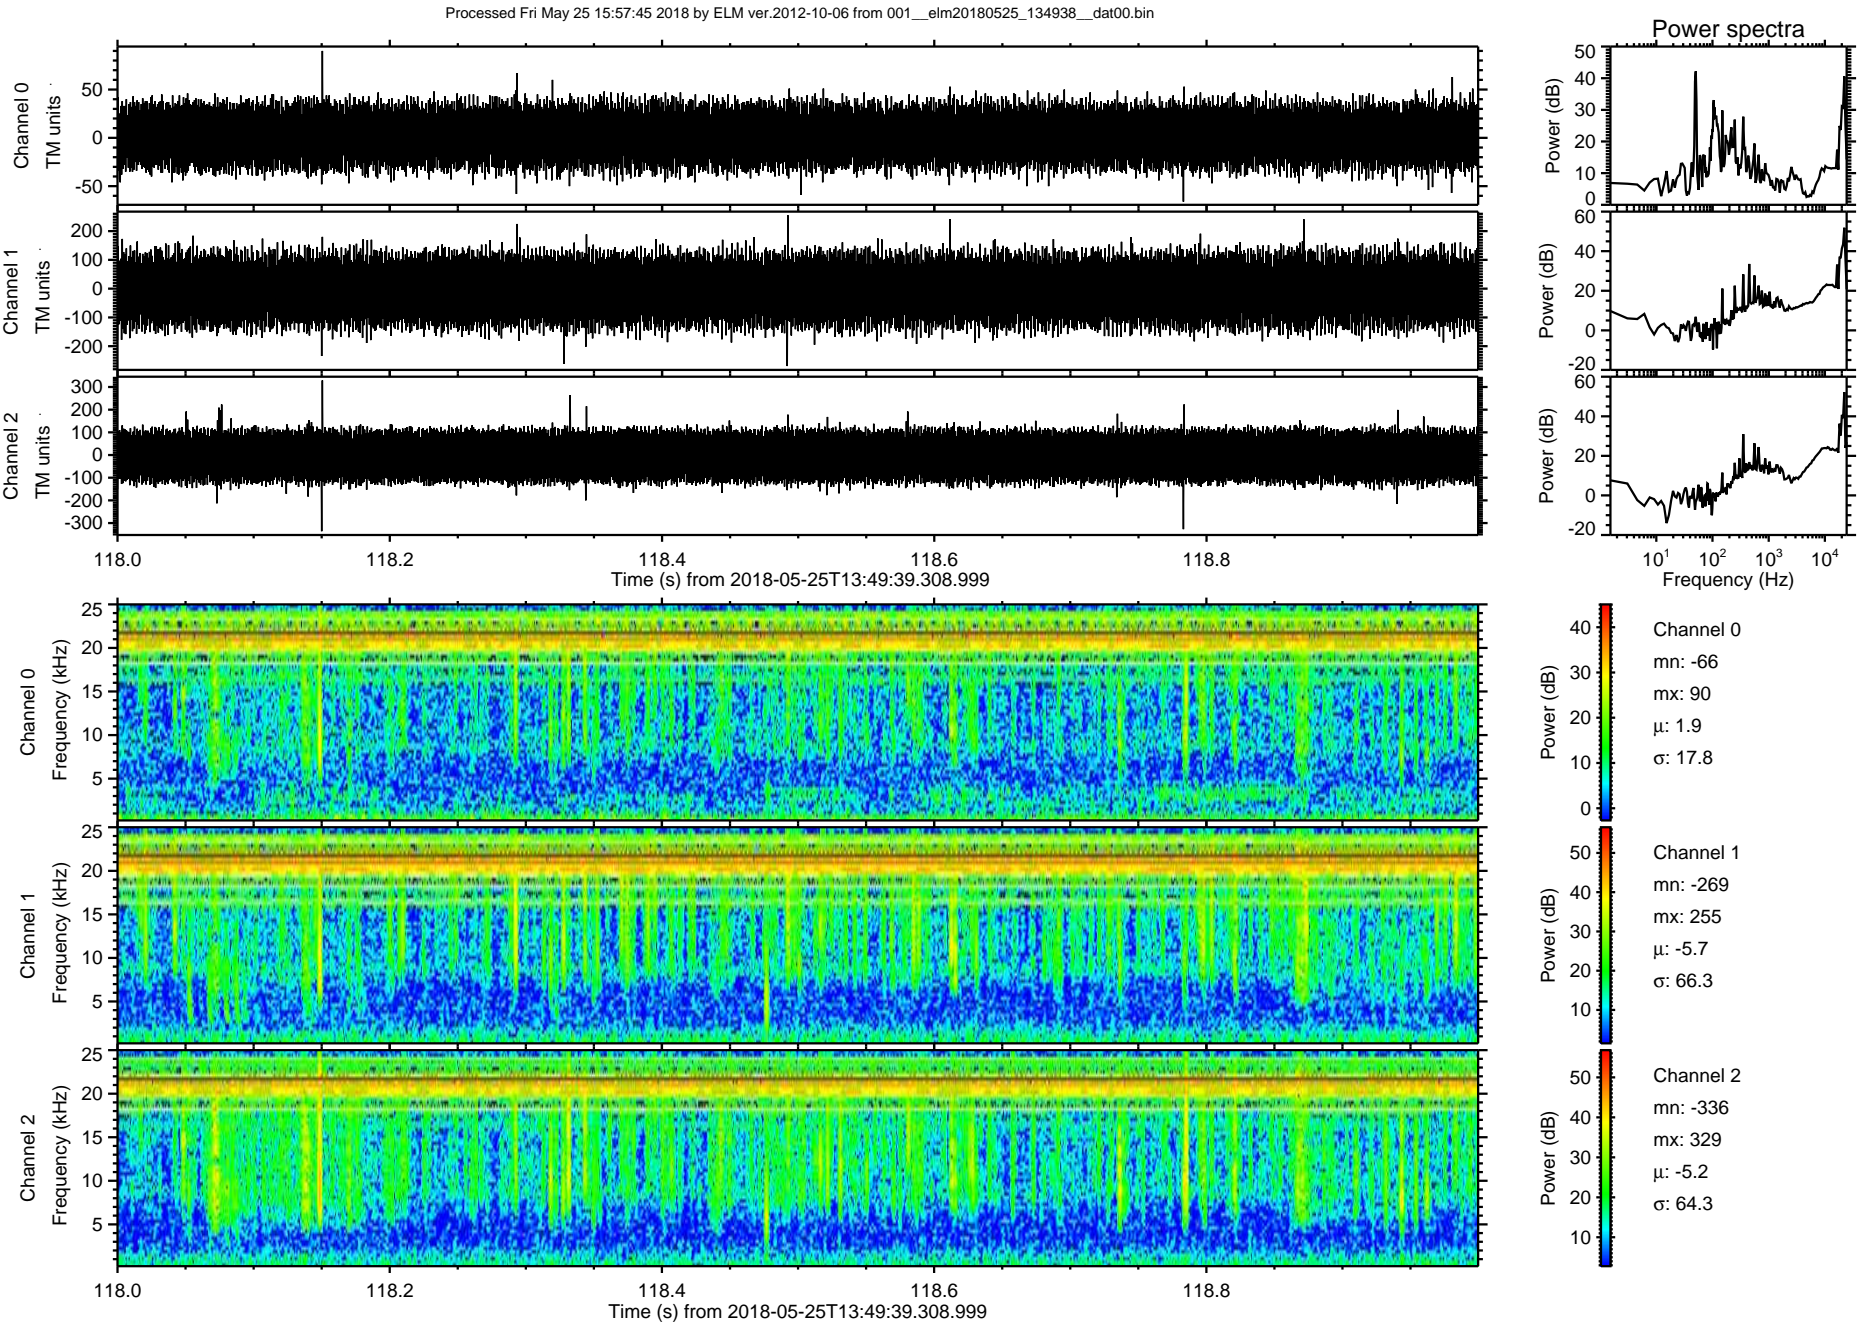 Processed Fri May 25 15:57:45 2018 by ELM ver.2012-10-06 from 001__elm20180525_134938__dat00.bin
Power spectra
Channel 0
TM units
50
0
-50
Power (dB)
50
40
30
20
10
0
Channel 1
TM units
200
100
0
-100
-200
Power (dB)
60
40
20
0
-20
Channel 2
TM units
300
200
100
0
-100
-200
-300
Power (dB)
60
40
20
0
-20
118.0 118.2 118.4 118.6 118.8
Time (s) from 2018-05-25T13:49:39.308.999
10^1 10^2 10^3 10^4
Frequency (Hz)
Channel 0
Frequency (kHz)
25
20
15
10
5
Power (dB)
40
30
20
10
0
Channel 0
mn: -66
mx: 90
μ: 1.9
σ: 17.8
Channel 1
Frequency (kHz)
25
20
15
10
5
Power (dB)
50
40
30
20
10
Channel 1
mn: -269
mx: 255
μ: -5.7
σ: 66.3
Channel 2
Frequency (kHz)
25
20
15
10
5
Power (dB)
50
40
30
20
10
Channel 2
mn: -336
mx: 329
μ: -5.2
σ: 64.3
118.0 118.2 118.4 118.6 118.8
Time (s) from 2018-05-25T13:49:39.308.999